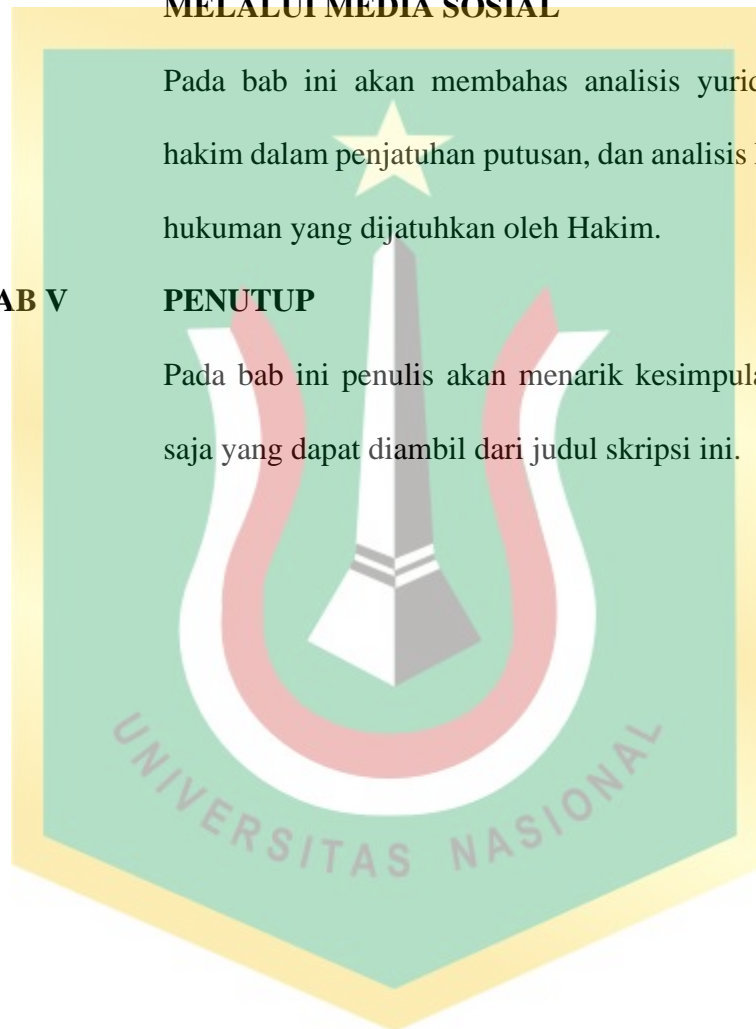 MELALUI MEDIA SOSIAL
Pada bab ini akan membahas analisis
hakim dalam penjatuhan putusan, dan analisis
hukuman yang dijatuhkan oleh Hakim.
V PENUTUP
Pada bab ini penulis akan menarik
saja yang dapat diambil dari judul skripsi ini.
UNIVERSITAS NASIONAL